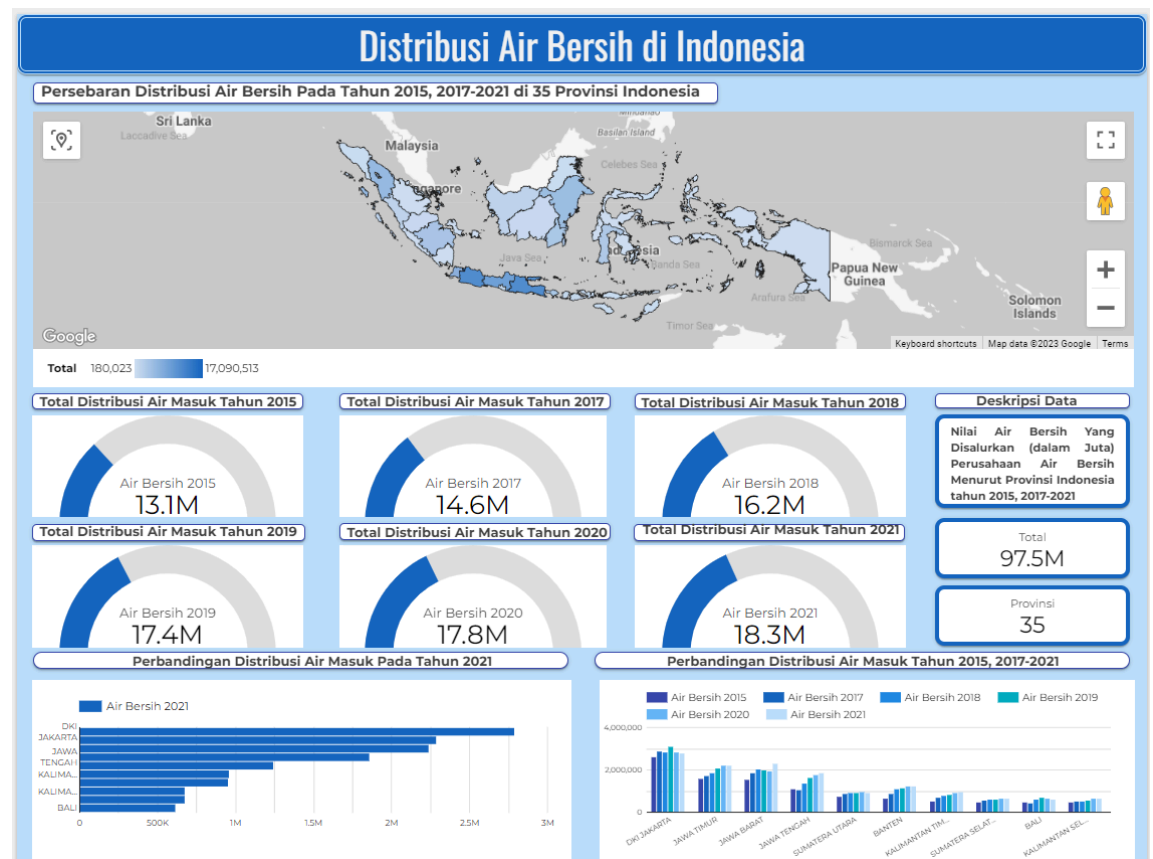 Distribusi Air Bersih di Indonesia
Persebaran Distribusi Air Bersih Pada Tahun 2015, 2017-2021 di 35 Provinsi Indonesia
Sri Lanka
Laccadive Sea
Malaysia
Basilan Island
Celebes Sea
Java Sea
Banda Sea
Arafura Sea
Timor Sea
Bismarck Sea
Papua New
Guinea
Solomon
Islands
Google
Keyboard shortcuts
Map data ©2023 Google
Terms
Total 180,023 17,090,513
Total Distribusi Air Masuk Tahun 2015
Air Bersih 2015
13.1M
Total Distribusi Air Masuk Tahun 2017
Air Bersih 2017
14.6M
Total Distribusi Air Masuk Tahun 2018
Air Bersih 2018
16.2M
Deskripsi Data
Nilai Air Bersih Yang
Disalurkan (dalam Juta)
Perusahaan Air Bersih
Menurut Provinsi Indonesia
tahun 2015, 2017-2021
Total Distribusi Air Masuk Tahun 2019
Air Bersih 2019
17.4M
Total Distribusi Air Masuk Tahun 2020
Air Bersih 2020
17.8M
Total Distribusi Air Masuk Tahun 2021
Air Bersih 2021
18.3M
Total
97.5M
Provinsi
35
Perbandingan Distribusi Air Masuk Pada Tahun 2021
Air Bersih 2021
DKI
JAKARTA
JAWA
TENGAH
KALIMA...
KALIMA...
BALI
0 500K 1M 1.5M 2M 2.5M 3M
Perbandingan Distribusi Air Masuk Tahun 2015, 2017-2021
Air Bersih 2015 Air Bersih 2017 Air Bersih 2018 Air Bersih 2019
Air Bersih 2020 Air Bersih 2021
4,000,000
2,000,000
0
DKI JAKARTA
JAWA TIMUR
JAWA BARAT
JAWA TENGAH
SUMATERA UTARA
BANTEN
KALIMANTAN TIM...
SUMATERA SELAT...
BALI
KALIMANTAN SEL...